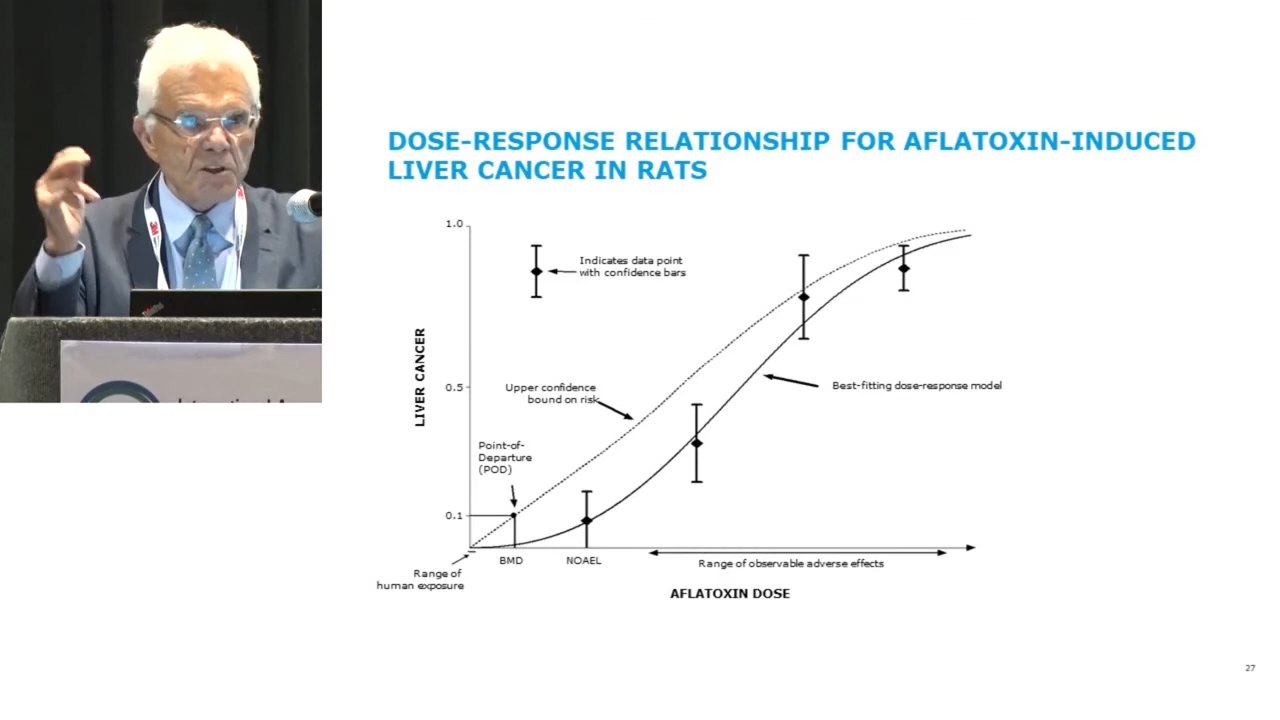 DOSE-RESPONSE RELATIONSHIP FOR AFLATOXIN-INDUCED
LIVER CANCER IN RATS
1.0
Indicates data point
with confidence bars
LIVER CANCER
0.5
Upper confidence
bound on risk
Best-fitting dose-response model
Point-of-
Departure
(POD)
0.1
BMD
NOAEL
Range of observable adverse effects
Range of
human exposure
AFLATOXIN DOSE
27
3M
ThinkPad